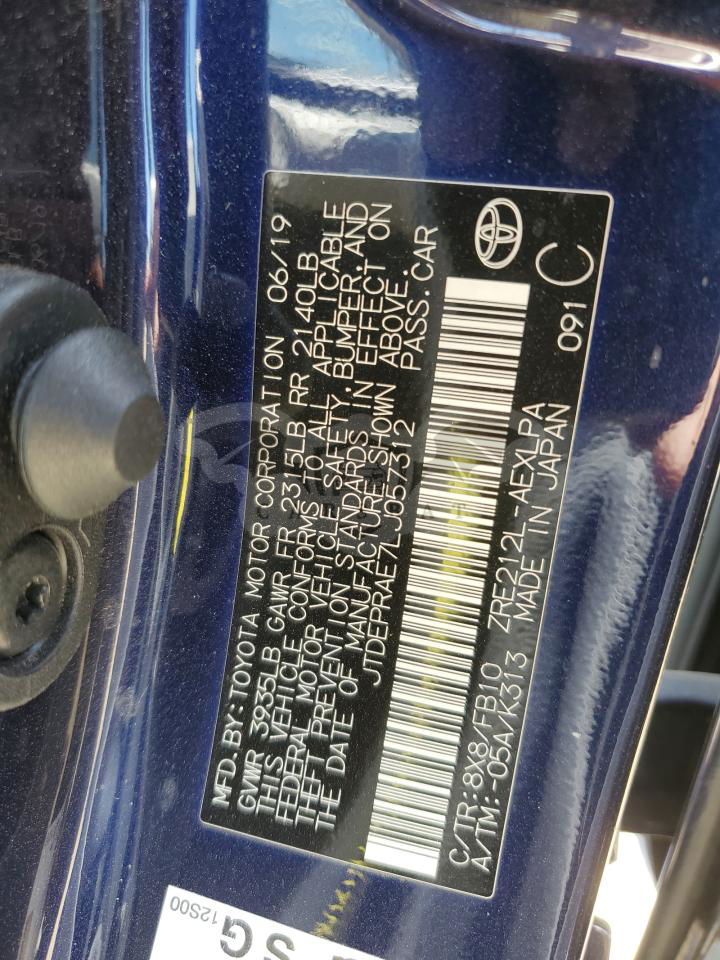 MFD. BY: TOYOTA MOTOR CORPORATION 06/19
GVWR 3935LB GAWR FR 2315LB RR 2140LB
THIS VEHICLE CONFORMS TO ALL APPLICABLE
FEDERAL MOTOR VEHICLE SAFETY, BUMPER, AND
THEFT PREVENTION STANDARDS IN EFFECT ON
THE DATE OF MANUFACTURE SHOWN ABOVE.
JTDEPRAE7LJ057312 PASS. CAR
C/TR: 8X8/FB10 ZRE212L-AEXLPA
A/TM: -05A/K313 MADE IN JAPAN
091 C
SG
12S00